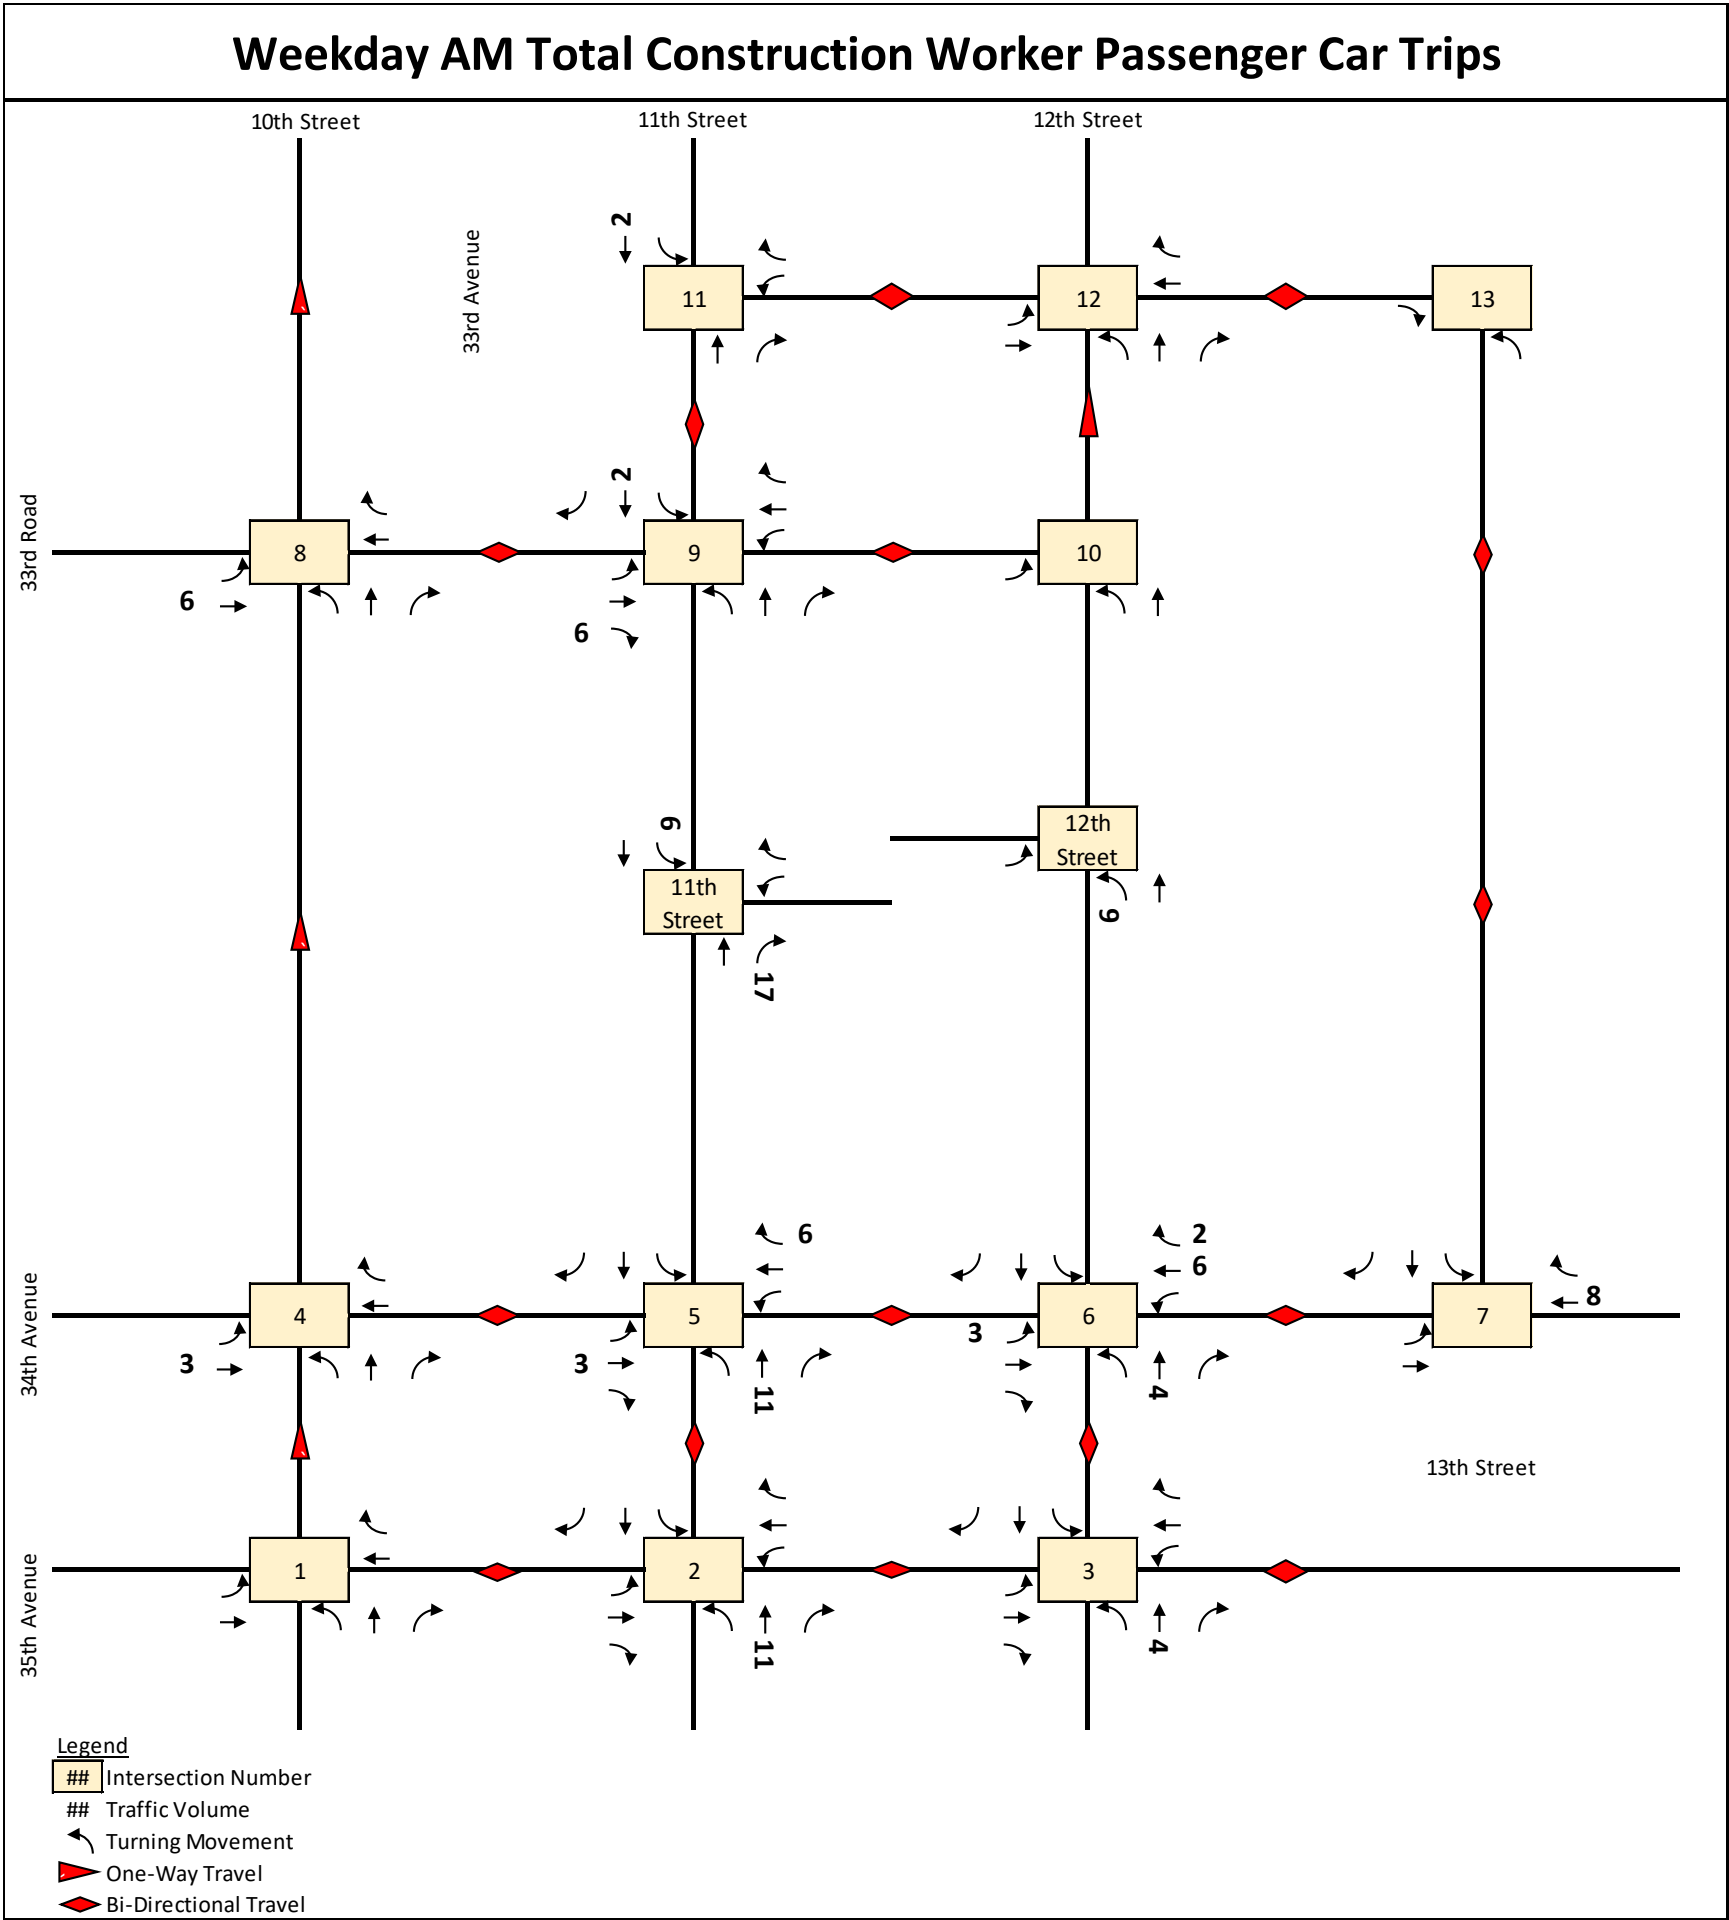 Weekday AM Total Construction Worker Passenger Car Trips
10th Street
11th Street
12th Street
33rd Avenue
2
11
12
13
33rd Road
2
8
9
10
6
6
9
12th
Street
11th
Street
9
17
34th Avenue
6
2
6
8
4
5
6
7
3
3
3
11
4
13th Street
35th Avenue
1
2
3
11
4
Legend
## Intersection Number
## Traffic Volume
Turning Movement
One-Way Travel
Bi-Directional Travel